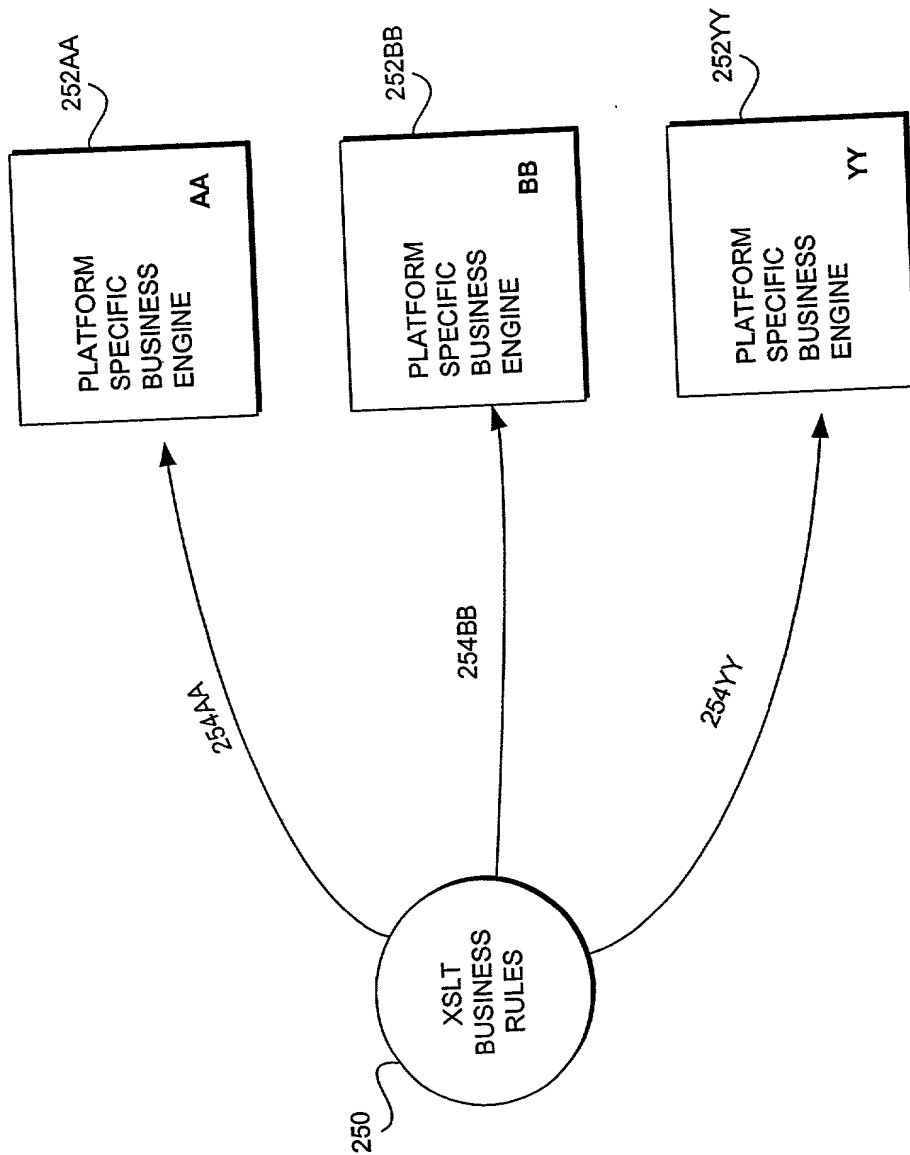 252AA
PLATFORM
SPECIFIC
BUSINESS
ENGINE
AA
254AA
252BB
PLATFORM
SPECIFIC
BUSINESS
ENGINE
BB
254BB
252YY
PLATFORM
SPECIFIC
BUSINESS
ENGINE
YY
254YY
XSLT
BUSINESS
RULES
250